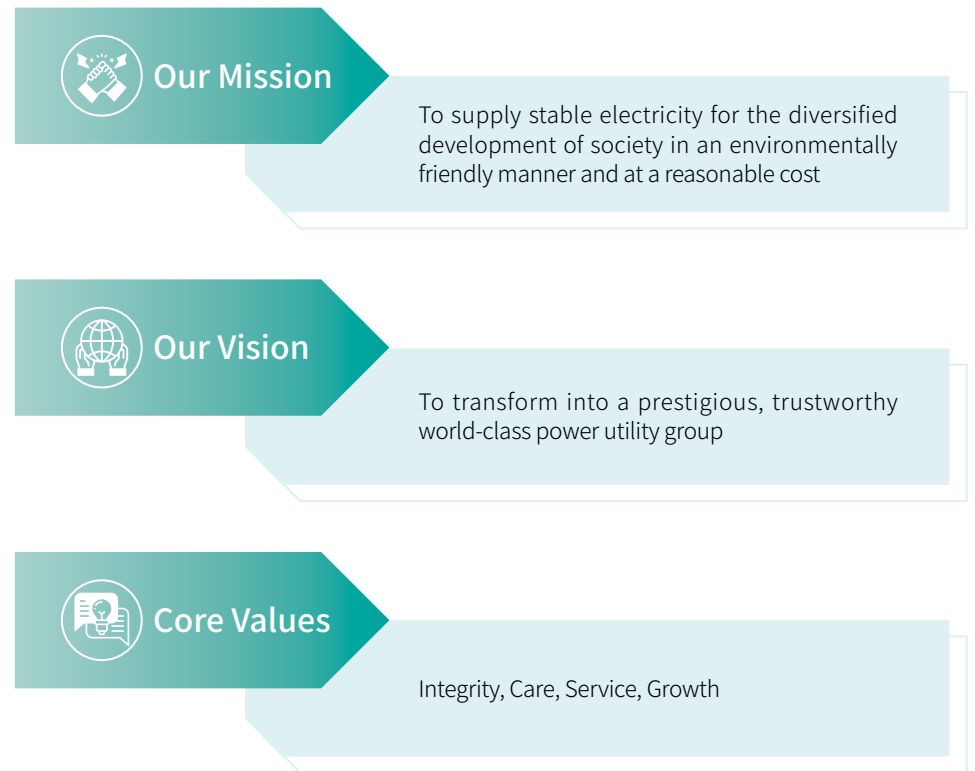 Our Mission
To supply stable electricity for the diversified
development of society in an environmentally
friendly manner and at a reasonable cost
Our Vision
To transform into a prestigious, trustworthy
world-class power utility group
Core Values
Integrity, Care, Service, Growth